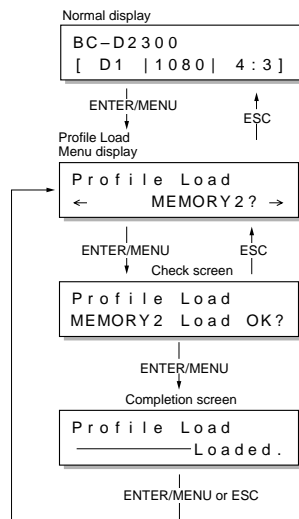 Normal display
BC–D2300
[ D1 |1080| 4:3]
ENTER/MENU
ESC
Profile Load
Menu display
Profile Load
← MEMORY2? →
ENTER/MENU
ESC
Check screen
Profile Load
MEMORY2 Load OK?
ENTER/MENU
Completion screen
Profile Load
Loaded.
ENTER/MENU or ESC